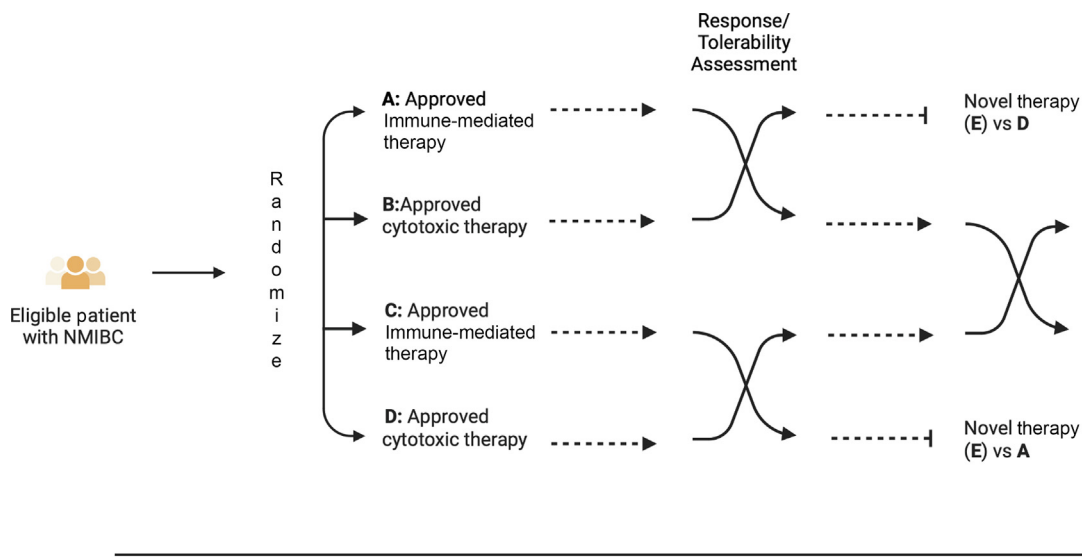 Response/
Tolerability
Assessment
A: Approved
Immune-mediated
therapy
Novel therapy
(E) vs D
Randomize
B:Approved
cytotoxic therapy
Eligible patient
with NMIBC
C: Approved
Immune-mediated
therapy
D: Approved
cytotoxic therapy
Novel therapy
(E) vs A